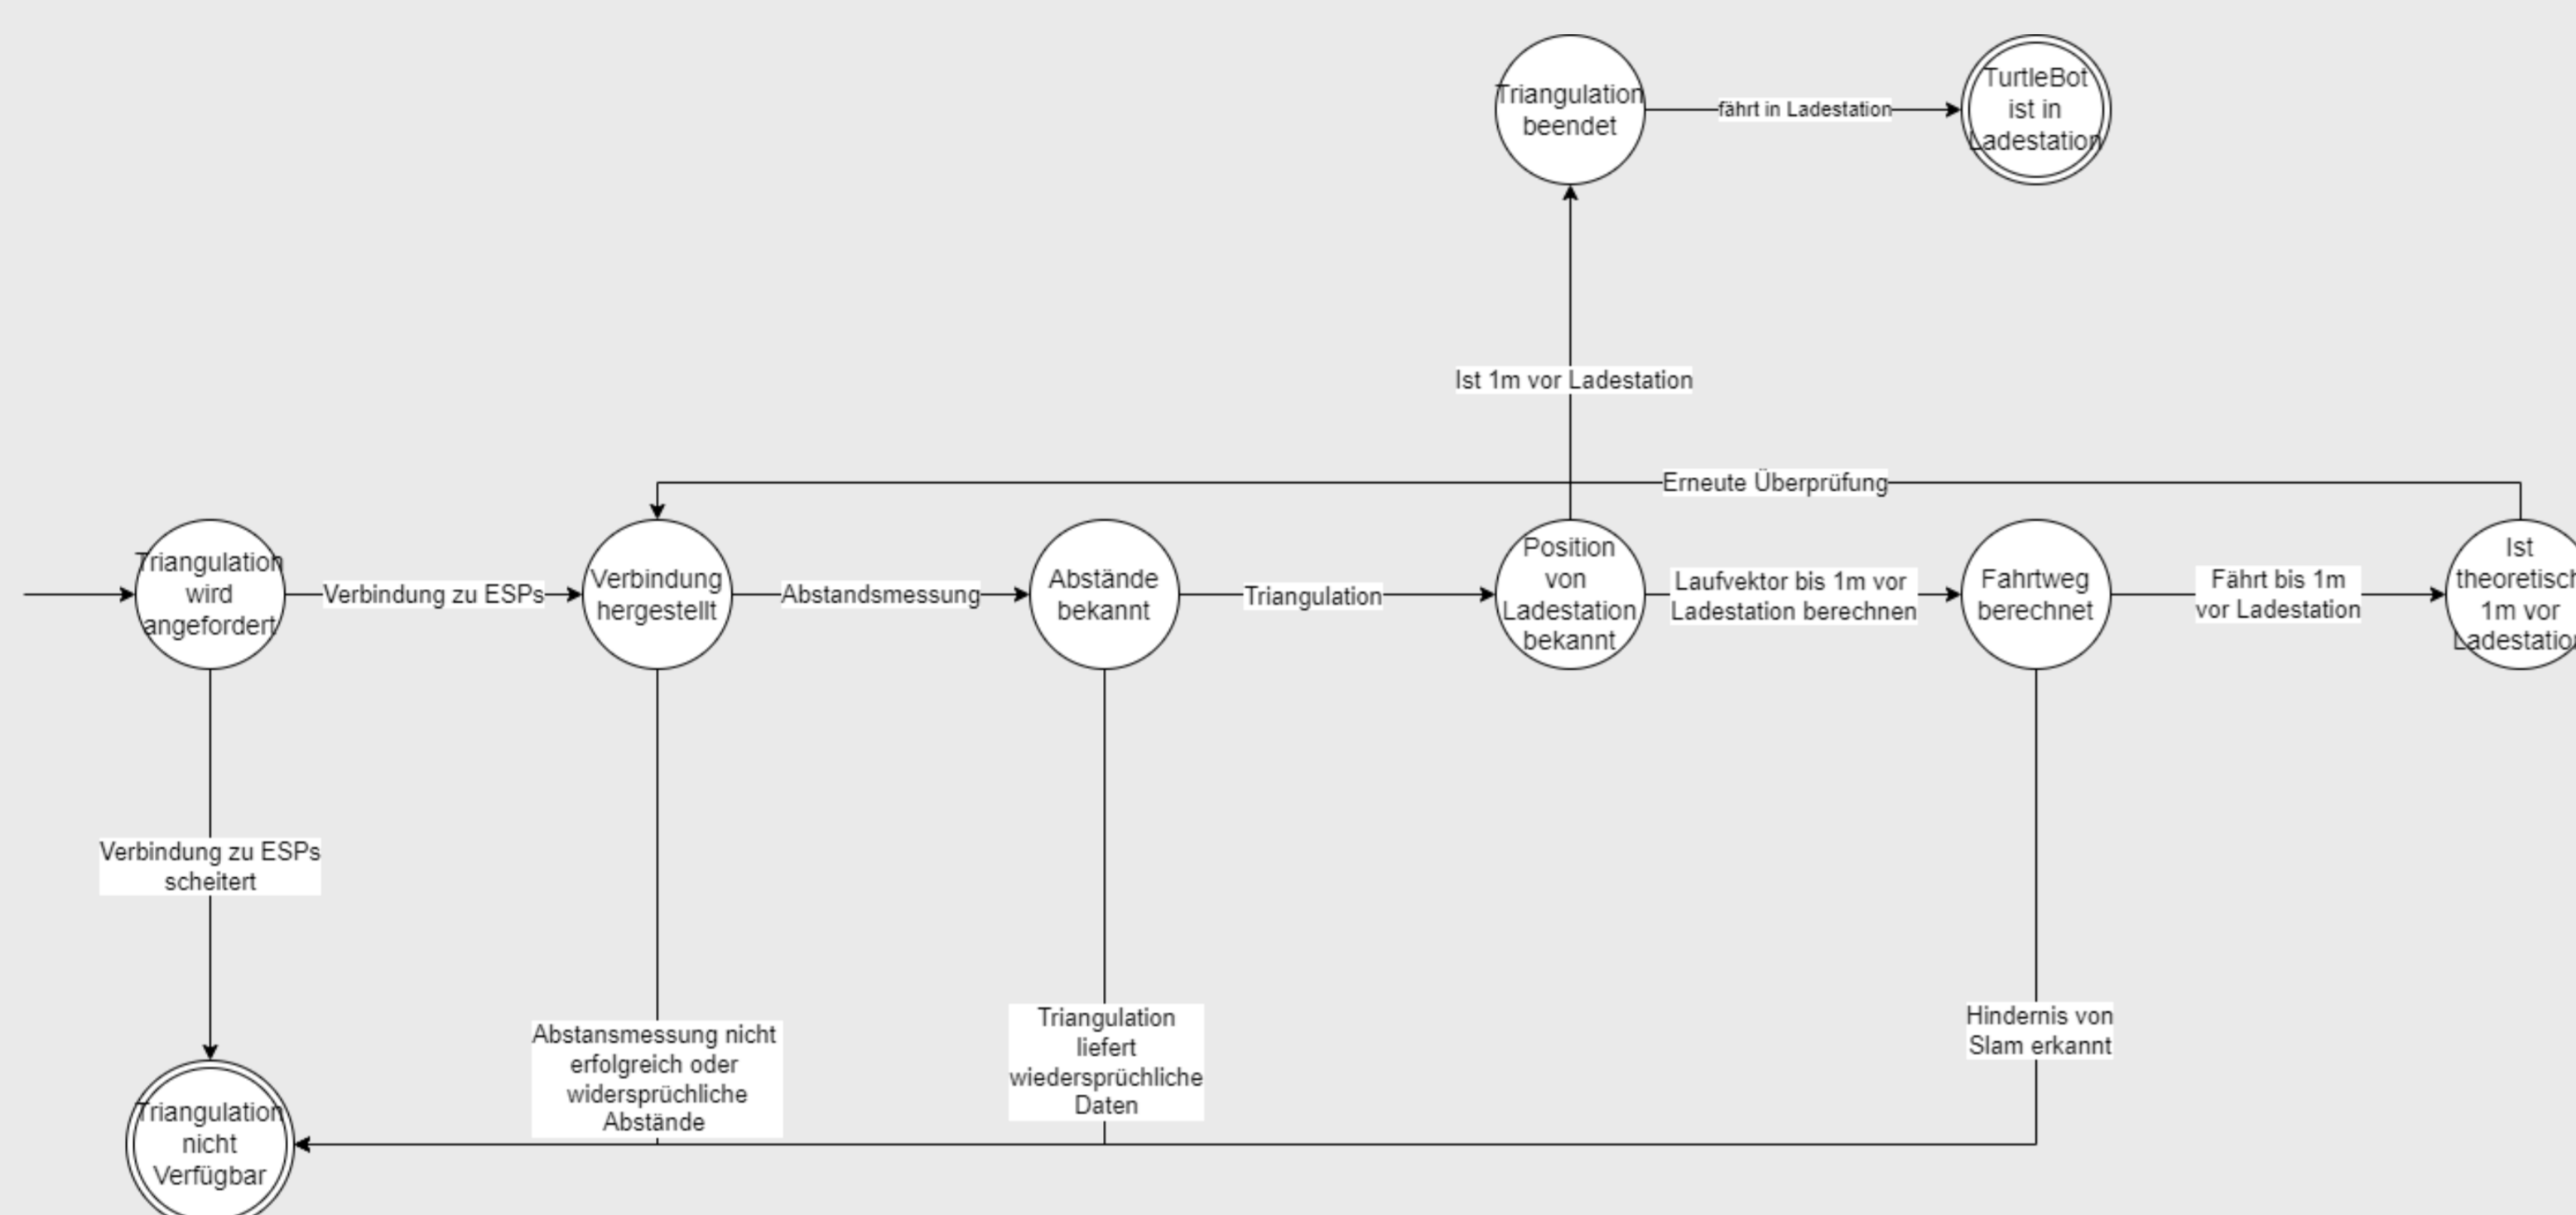 Triangulation
beendet
fährt in Ladestation
TurtleBot
ist in
Ladestation
Ist 1m vor Ladestation
Erneute Überprüfung
Triangulation
wird
angefordert
Verbindung zu ESPs
Verbindung
hergestellt
Abstandsmessung
Abstände
bekannt
Triangulation
Position
von
Ladestation
bekannt
Laufvektor bis 1m vor
Ladestation berechnen
Fahrtweg
berechnet
Fährt bis 1m
vor Ladestation
Ist
theoretisch
1m vor
Ladestation
Verbindung zu ESPs
scheitert
Abstansmessung nicht
erfolgreich oder
widersprüchliche
Abstände
Triangulation
liefert
wiedersprüchliche
Daten
Hindernis von
Slam erkannt
Triangulation
nicht
Verfügbar